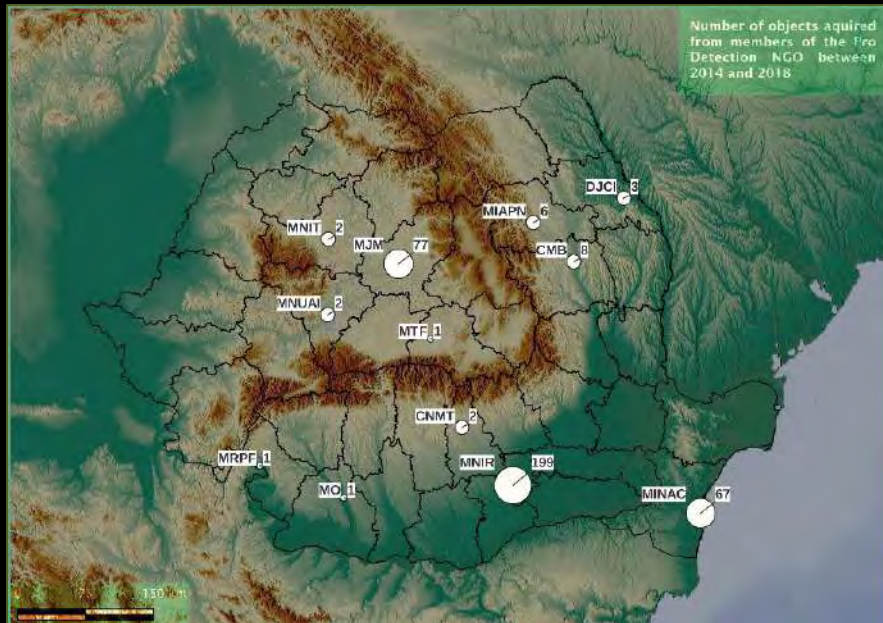 Number of objects aquired
from members of the Pro
Detection NGO between
2014 and 2018
DJCI 3
MIAPN 6
MNIT 2
MJM 77
CMB 8
MNUAI 2
MTF 1
CNMT 2
MRPF 1
MNIR 199
MO 1
MINAC 67
0 75 150 km